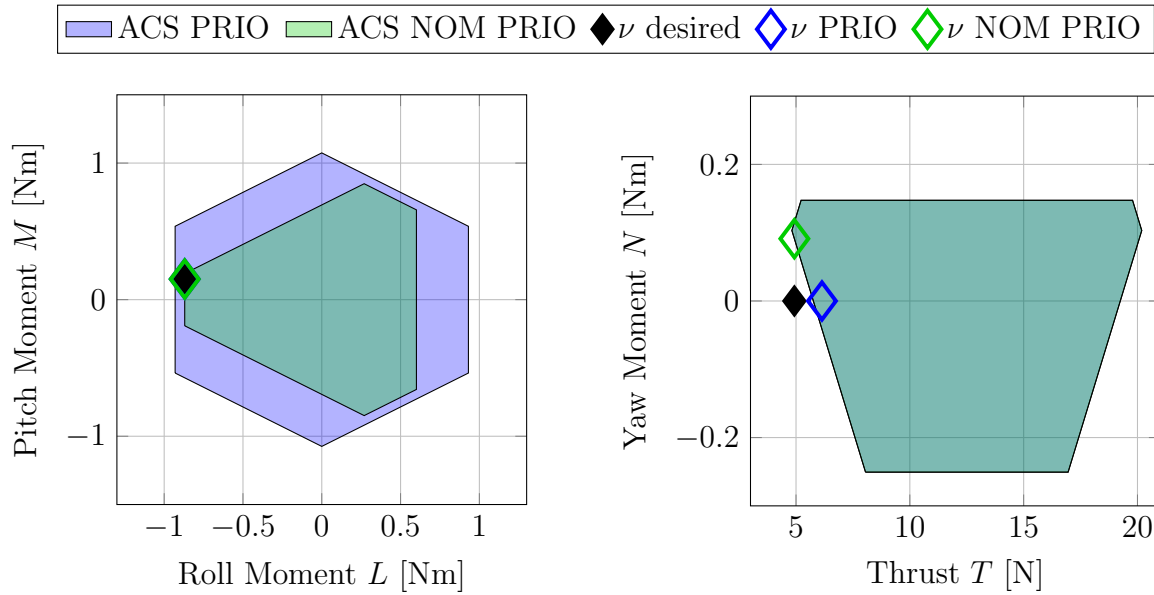 ACS PRIO ACS NOM PRIO ν desired ν PRIO ν NOM PRIO
1
0
−1
Pitch Moment M [Nm]
−1 −0.5 0 0.5 1
Roll Moment L [Nm]
0.2
0
−0.2
Yaw Moment N [Nm]
5 10 15 20
Thrust T [N]